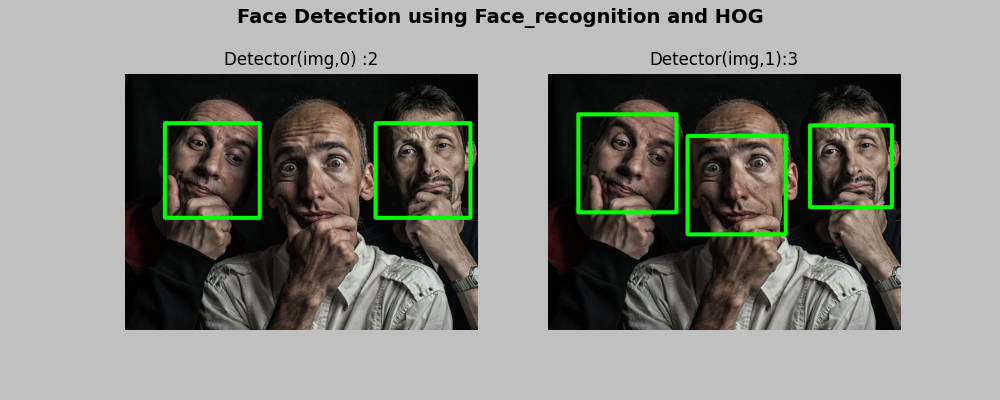 Face Detection using Face_recognition and HOG
Detector(img,0) :2
Detector(img,1):3